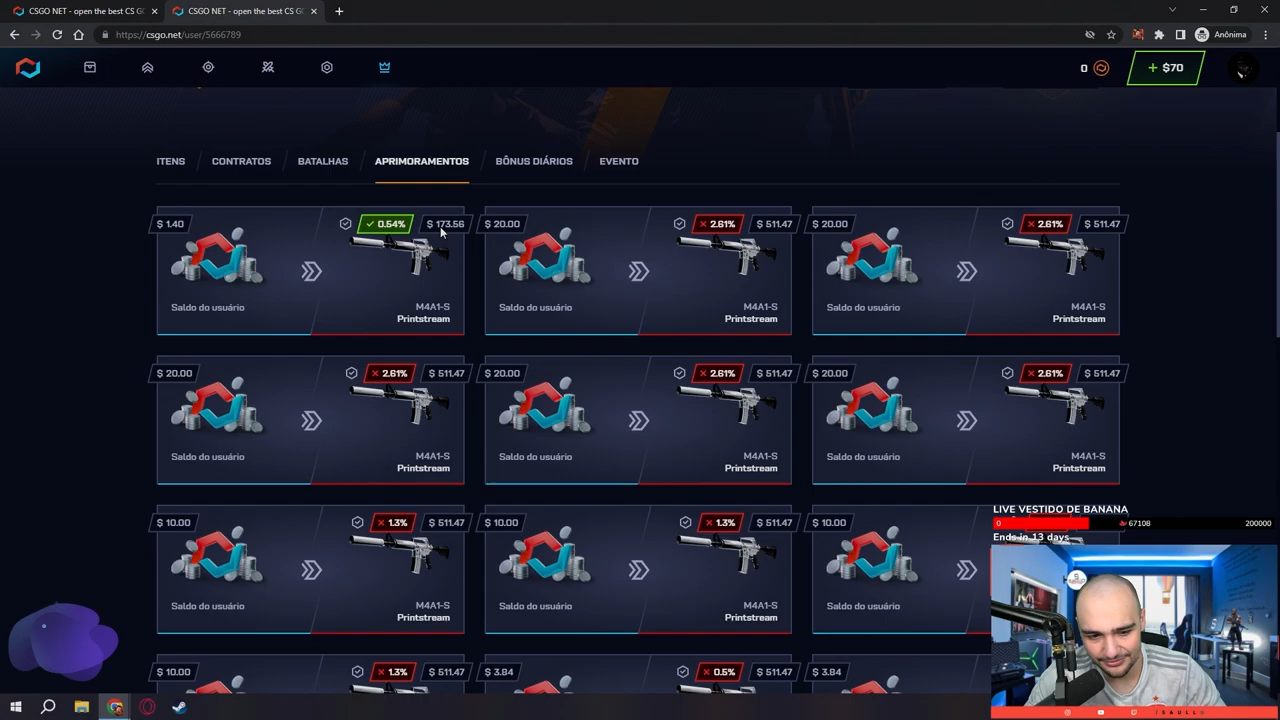 CSGO NET - open the best CS GO
CSGO NET - open the best CS GO
https://csgo.net/user/5666789
Anônima
0
+ $70
ITENS
CONTRATOS
BATALHAS
APRIMORAMENTOS
BÔNUS DIÁRIOS
EVENTO
$ 1.40
0.54%
$ 173.56
Saldo do usuário
M4A1-S
Printstream
$ 20.00
2.61%
$ 511.47
Saldo do usuário
M4A1-S
Printstream
$ 20.00
2.61%
$ 511.47
Saldo do usuário
M4A1-S
Printstream
$ 20.00
2.61%
$ 511.47
Saldo do usuário
M4A1-S
Printstream
$ 20.00
2.61%
$ 511.47
Saldo do usuário
M4A1-S
Printstream
$ 20.00
2.61%
$ 511.47
Saldo do usuário
M4A1-S
Printstream
$ 10.00
1.3%
$ 511.47
Saldo do usuário
M4A1-S
Printstream
$ 10.00
1.3%
$ 511.47
Saldo do usuário
M4A1-S
Printstream
$ 10.00
Saldo do usuário
$ 10.00
1.3%
$ 511.47
$ 3.84
0.5%
$ 511.47
$ 3.84
LIVE VESTIDO DE BANANA
0
67108
200000
Ends in 13 days